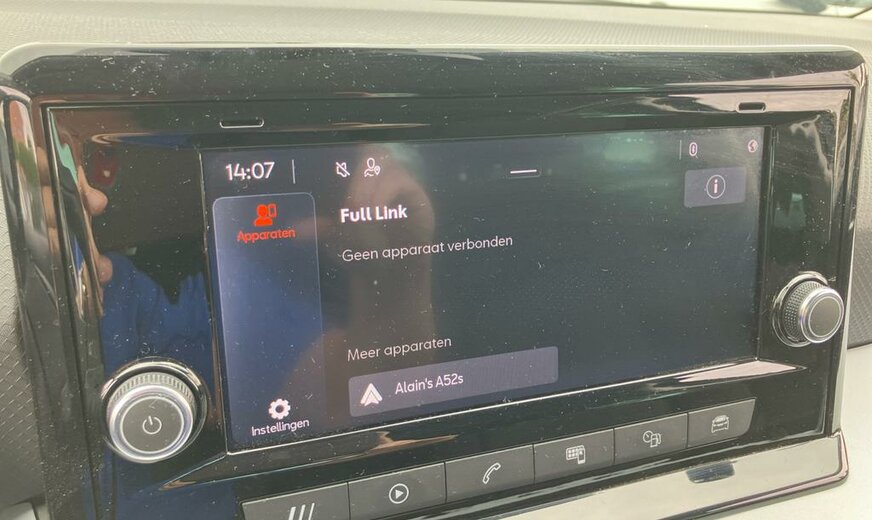 14:07
Apparaten
Full Link
Geen apparaat verbonden
Meer apparaten
Alain's A52s
Instellingen